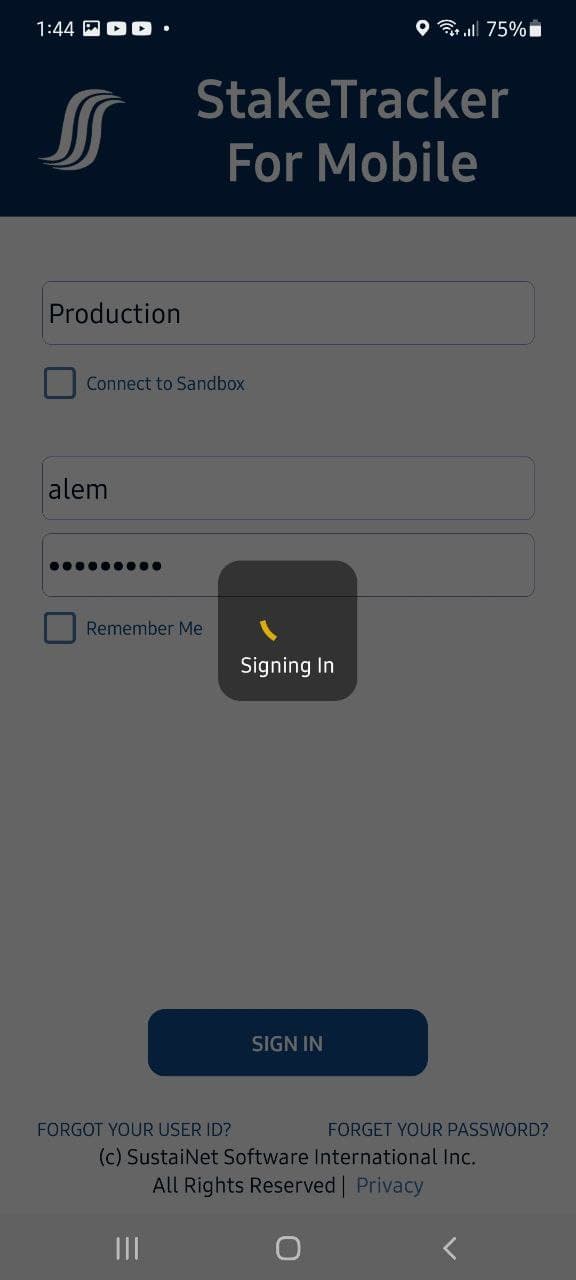 1:44 75%
StakeTracker
For Mobile
Production
Connect to Sandbox
alem
•••••••••
Remember Me
Signing In
SIGN IN
FORGOT YOUR USER ID? FORGET YOUR PASSWORD?
(c) SustaiNet Software International Inc.
All Rights Reserved | Privacy